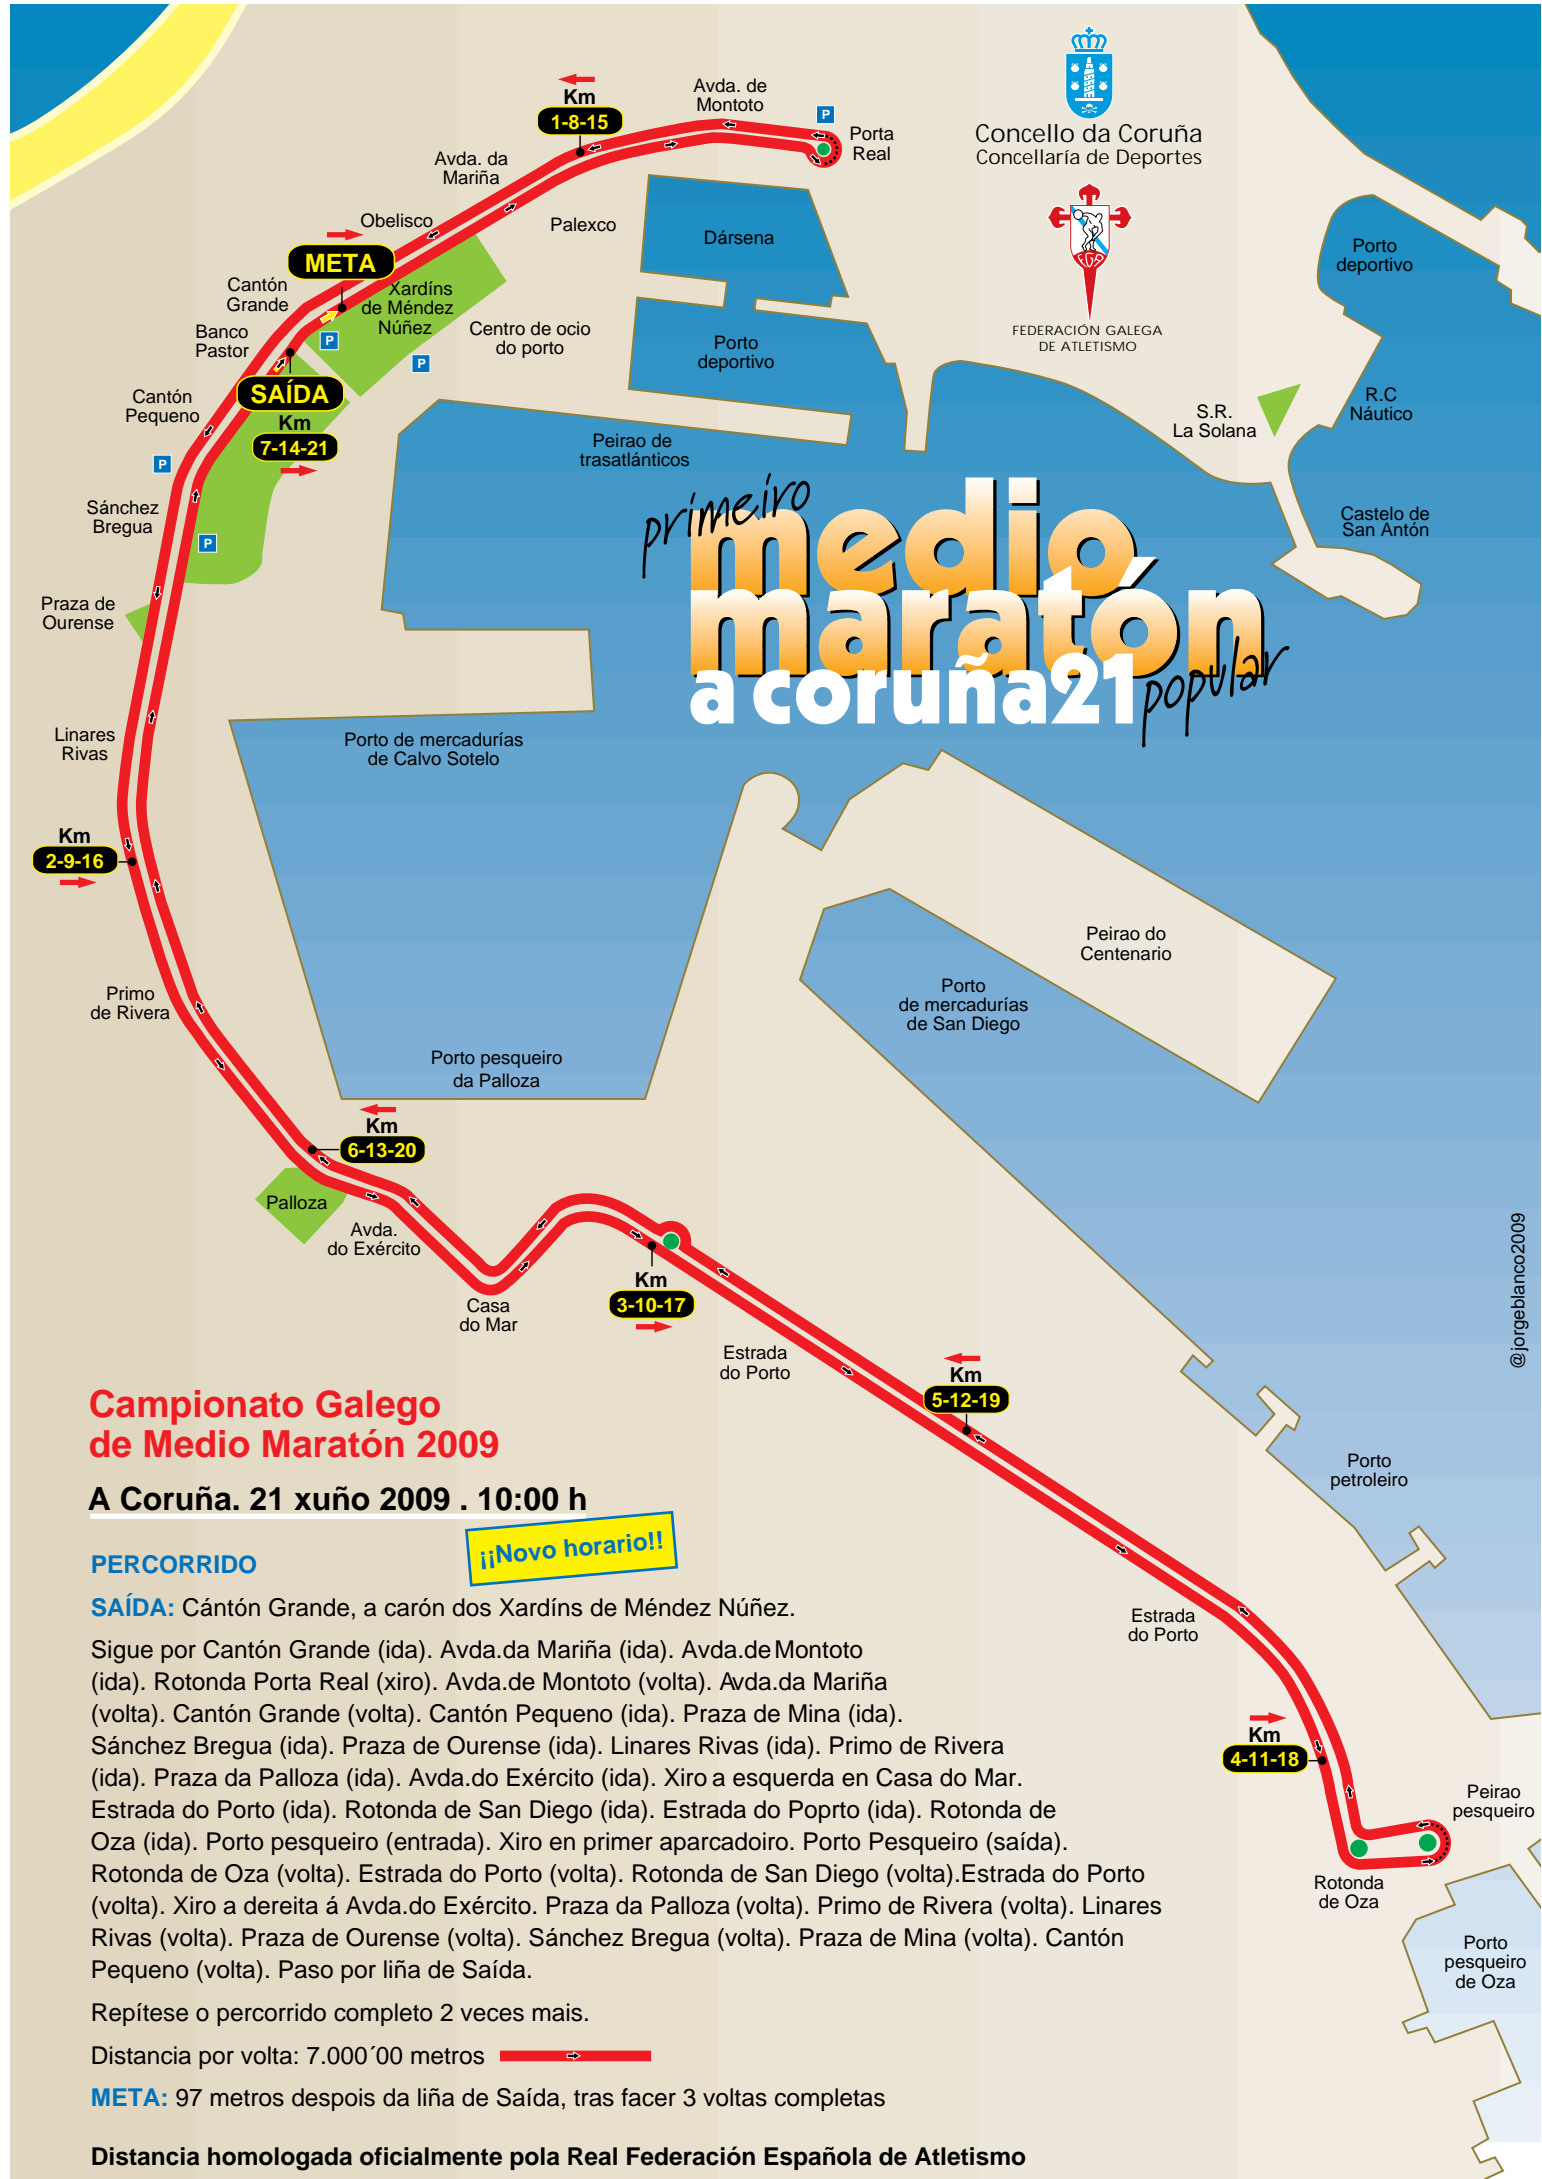 Concello da Coruña
Concellaría de Deportes
FGA
FEDERACIÓN GALEGA
DE ATLETISMO
Km
1-8-15
Avda. de
Montoto
P
Porta
Real
Avda. da
Mariña
Obelisco
Palexco
Dársena
META
Cantón
Grande
Xardíns
de Méndez
Núñez
Banco
Pastor
P
P
Centro de ocio
do porto
Porto
deportivo
Porto
deportivo
Cantón
Pequeno
SAÍDA
Km
7-14-21
P
Peirao de
trasatlánticos
S.R.
La Solana
R.C
Náutico
Castelo de
San Antón
Sánchez
Bregua
P
primeiro
medio
maratón
a coruña21
popular
Praza de
Ourense
Linares
Rivas
Porto de mercadurías
de Calvo Sotelo
Km
2-9-16
Peirao do
Centenario
Porto
de mercadurías
de San Diego
Primo
de Rivera
Porto pesqueiro
da Palloza
Km
6-13-20
Palloza
Avda.
do Exército
Casa
do Mar
Km
3-10-17
Estrada
do Porto
Km
5-12-19
@jorgeblanco2009
Porto
petroleiro
Estrada
do Porto
Km
4-11-18
Peirao
pesqueiro
Rotonda
de Oza
Porto
pesqueiro
de Oza
Campionato Galego
de Medio Maratón 2009
A Coruña. 21 xuño 2009 . 10:00 h
¡¡Novo horario!!
PERCORRIDO
SAÍDA: Cántón Grande, a carón dos Xardíns de Méndez Núñez.
Sigue por Cantón Grande (ida). Avda.da Mariña (ida). Avda.de Montoto
(ida). Rotonda Porta Real (xiro). Avda.de Montoto (volta). Avda.da Mariña
(volta). Cantón Grande (volta). Cantón Pequeno (ida). Praza de Mina (ida).
Sánchez Bregua (ida). Praza de Ourense (ida). Linares Rivas (ida). Primo de Rivera
(ida). Praza da Palloza (ida). Avda.do Exército (ida). Xiro a esquerda en Casa do Mar.
Estrada do Porto (ida). Rotonda de San Diego (ida). Estrada do Poprto (ida). Rotonda de
Oza (ida). Porto pesqueiro (entrada). Xiro en primer aparcadoiro. Porto Pesqueiro (saída).
Rotonda de Oza (volta). Estrada do Porto (volta). Rotonda de San Diego (volta).Estrada do Porto
(volta). Xiro a dereita á Avda.do Exército. Praza da Palloza (volta). Primo de Rivera (volta). Linares
Rivas (volta). Praza de Ourense (volta). Sánchez Bregua (volta). Praza de Mina (volta). Cantón
Pequeno (volta). Paso por liña de Saída.
Repítese o percorrido completo 2 veces mais.
Distancia por volta: 7.000´00 metros
META: 97 metros despois da liña de Saída, tras facer 3 voltas completas
Distancia homologada oficialmente pola Real Federación Española de Atletismo